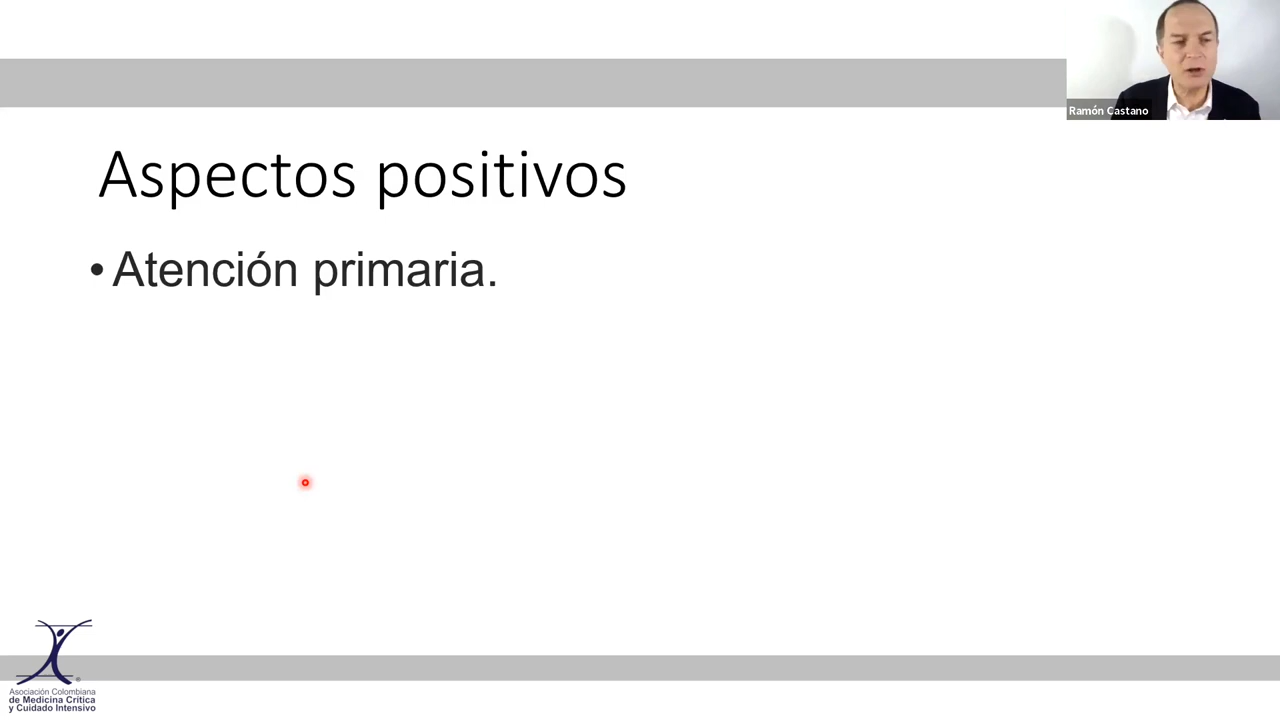 Ramón Castano
Aspectos positivos
• Atención primaria.
Asociación Colombiana
de Medicina Crítica
y Cuidado Intensivo